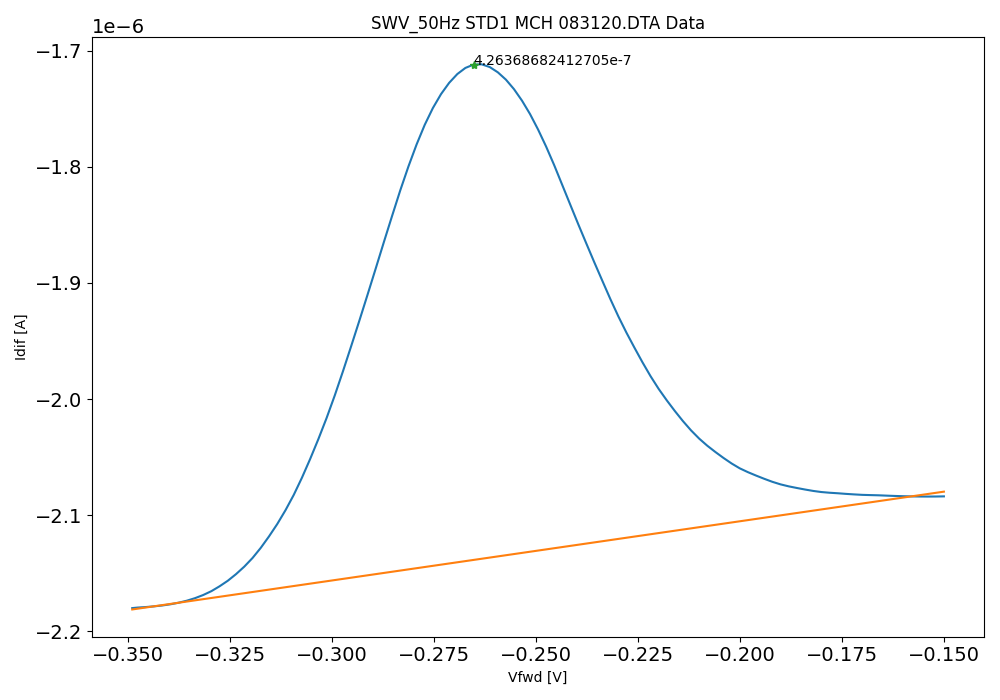 SWV_50Hz STD1 MCH 083120.DTA Data
1e−6
4.26368682412705e-7
−1.7
−1.8
−1.9
−2.0
−2.1
−2.2
Idif [A]
−0.350 −0.325 −0.300 −0.275 −0.250 −0.225 −0.200 −0.175 −0.150
Vfwd [V]